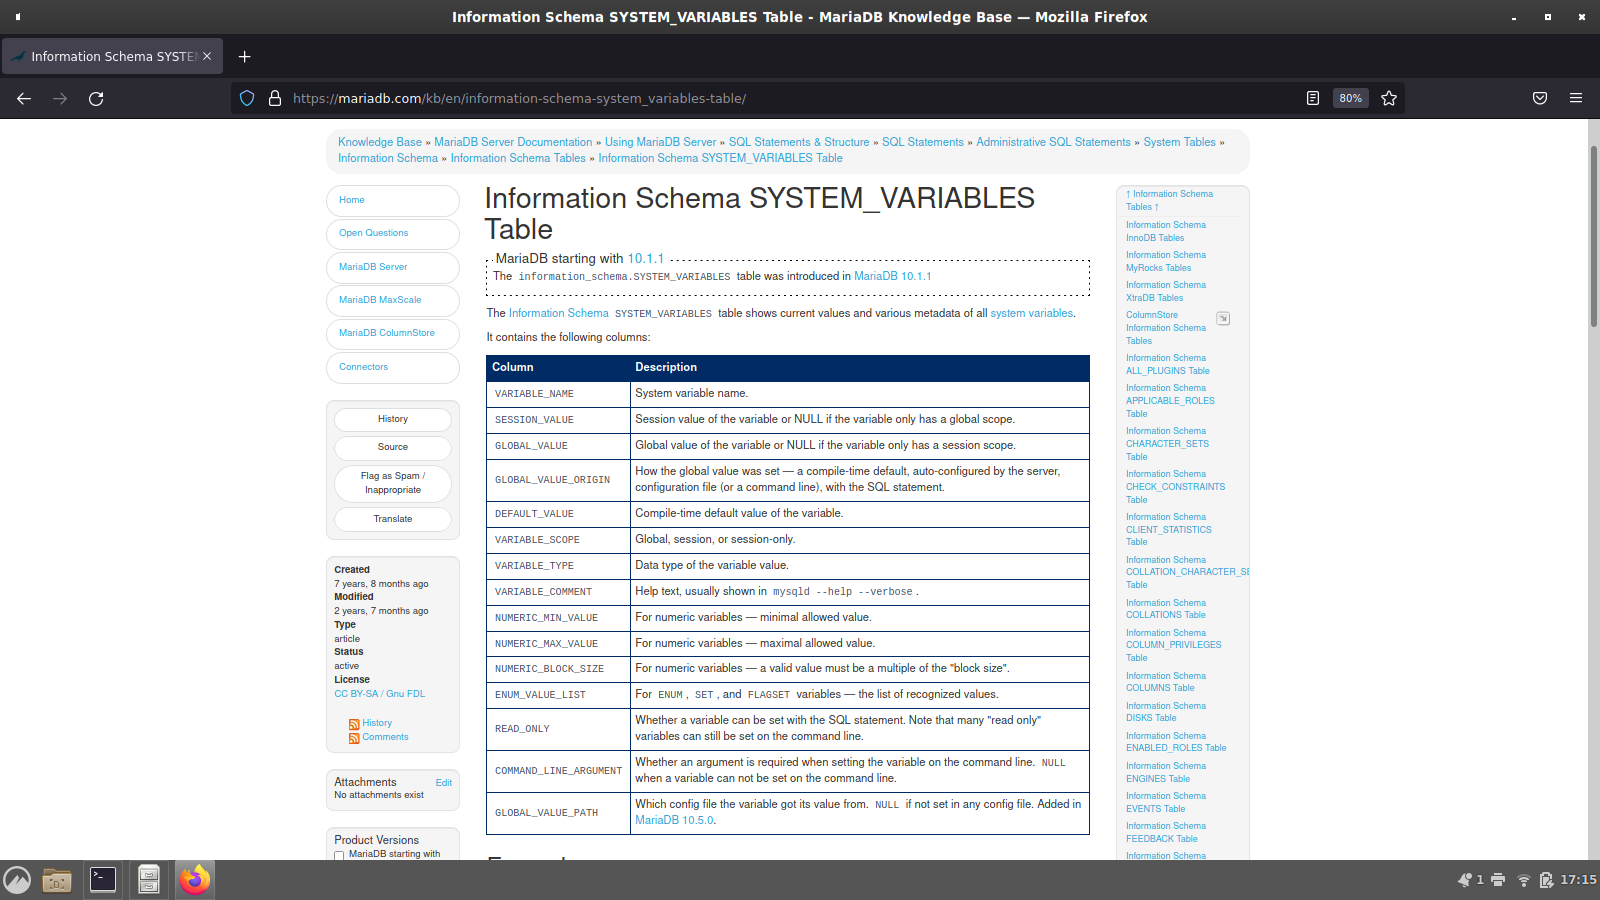 Information Schema SYSTEM_VARIABLES Table - MariaDB Knowledge Base — Mozilla Firefox
Information Schema SYSTE
https://mariadb.com/kb/en/information-schema-system_variables-table/
80%
Knowledge Base » MariaDB Server Documentation » Using MariaDB Server » SQL Statements & Structure » SQL Statements » Administrative SQL Statements » System Tables »
Information Schema » Information Schema Tables » Information Schema SYSTEM_VARIABLES Table
Home
Open Questions
MariaDB Server
MariaDB MaxScale
MariaDB ColumnStore
Connectors
History
Source
Flag as Spam /
Inappropriate
Translate
Created
7 years, 8 months ago
Modified
2 years, 7 months ago
Type
article
Status
active
License
CC BY-SA / Gnu FDL
History
Comments
Attachments Edit
No attachments exist
Product Versions
MariaDB starting with
Information Schema SYSTEM_VARIABLES
Table
MariaDB starting with 10.1.1
The information_schema.SYSTEM_VARIABLES table was introduced in MariaDB 10.1.1
The Information Schema SYSTEM_VARIABLES table shows current values and various metadata of all system variables.
It contains the following columns:
Column Description
VARIABLE_NAME System variable name.
SESSION_VALUE Session value of the variable or NULL if the variable only has a global scope.
GLOBAL_VALUE Global value of the variable or NULL if the variable only has a session scope.
GLOBAL_VALUE_ORIGIN How the global value was set — a compile-time default, auto-configured by the server,
configuration file (or a command line), with the SQL statement.
DEFAULT_VALUE Compile-time default value of the variable.
VARIABLE_SCOPE Global, session, or session-only.
VARIABLE_TYPE Data type of the variable value.
VARIABLE_COMMENT Help text, usually shown in mysqld --help --verbose .
NUMERIC_MIN_VALUE For numeric variables — minimal allowed value.
NUMERIC_MAX_VALUE For numeric variables — maximal allowed value.
NUMERIC_BLOCK_SIZE For numeric variables — a valid value must be a multiple of the "block size".
ENUM_VALUE_LIST For ENUM , SET , and FLAGSET variables — the list of recognized values.
READ_ONLY Whether a variable can be set with the SQL statement. Note that many "read only"
variables can still be set on the command line.
COMMAND_LINE_ARGUMENT Whether an argument is required when setting the variable on the command line. NULL
when a variable can not be set on the command line.
GLOBAL_VALUE_PATH Which config file the variable got its value from. NULL if not set in any config file. Added in
MariaDB 10.5.0.
↑ Information Schema
Tables ↑
Information Schema
InnoDB Tables
Information Schema
MyRocks Tables
Information Schema
XtraDB Tables
ColumnStore
Information Schema
Tables
Information Schema
ALL_PLUGINS Table
Information Schema
APPLICABLE_ROLES
Table
Information Schema
CHARACTER_SETS
Table
Information Schema
CHECK_CONSTRAINTS
Table
Information Schema
CLIENT_STATISTICS
Table
Information Schema
COLLATION_CHARACTER_SE
Table
Information Schema
COLLATIONS Table
Information Schema
COLUMN_PRIVILEGES
Table
Information Schema
COLUMNS Table
Information Schema
DISKS Table
Information Schema
ENABLED_ROLES Table
Information Schema
ENGINES Table
Information Schema
EVENTS Table
Information Schema
FEEDBACK Table
Information Schema
1
17:15